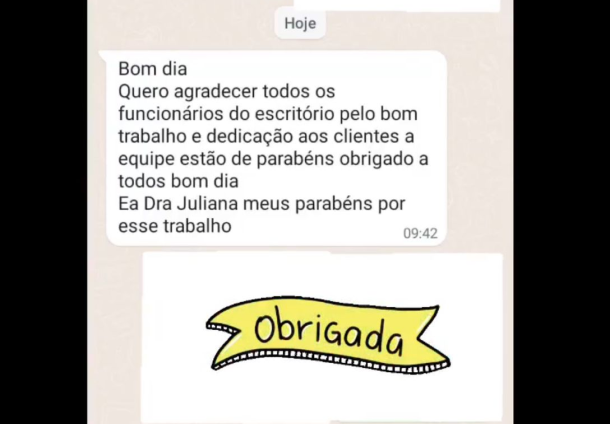 Hoje
Bom dia
Quero agradecer todos os
funcionários do escritório pelo bom
trabalho e dedicação aos clientes a
equipe estão de parabéns obrigado a
todos bom dia
Ea Dra Juliana meus parabéns por
esse trabalho
09:42
Obrigada